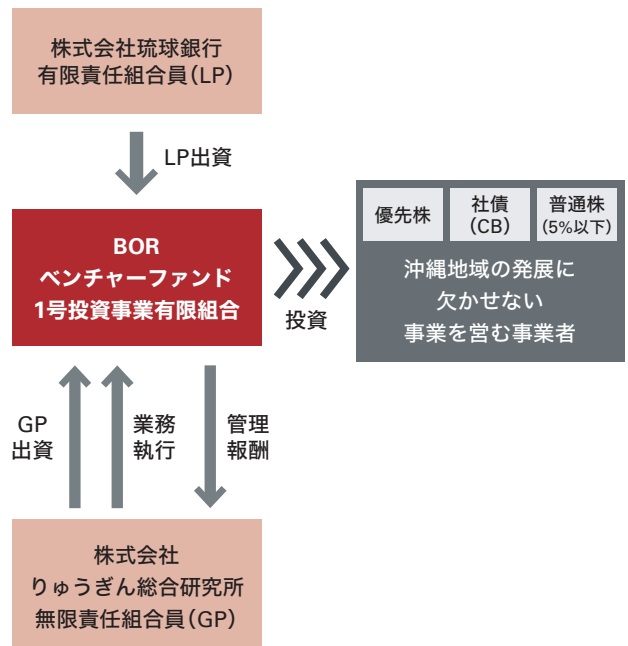 株式会社琉球銀行
有限責任組合員(LP)
LP出資
BOR
ベンチャーファンド
1号投資事業有限組合
投資
優先株
社債
(CB)
普通株
(5%以下)
沖縄地域の発展に
欠かせない
事業を営む事業者
GP
出資
業務
執行
管理
報酬
株式会社
りゅうぎん総合研究所
無限責任組合員(GP)